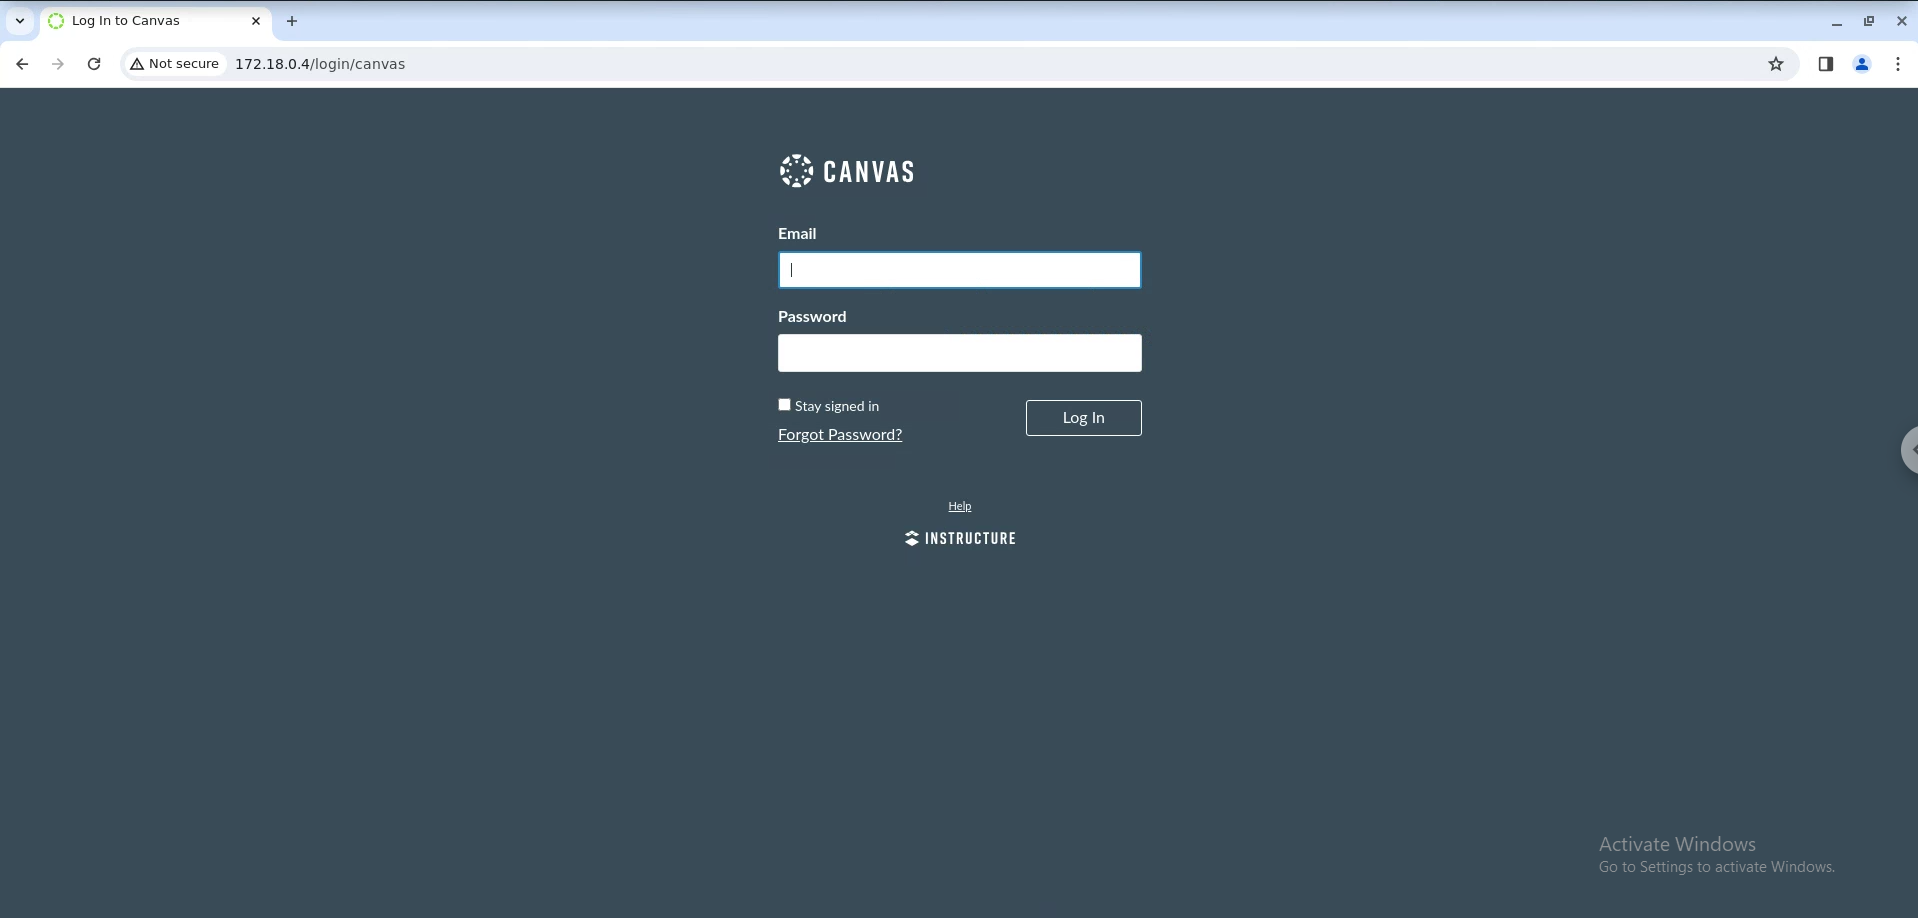 Log In to Canvas
Not secure
172.18.0.4/login/canvas
CANVAS
Email
Password
Stay signed in
Log In
Forgot Password?
Help
INSTRUCTURE
Activate Windows
Go to Settings to activate Windows.